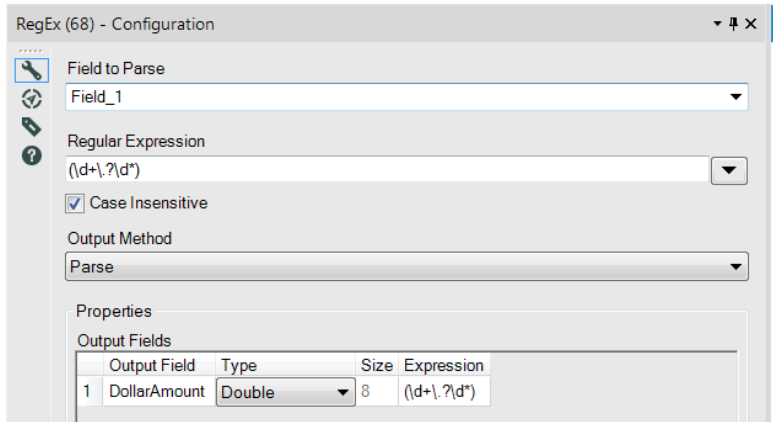 RegEx (68) - Configuration
Field to Parse
Field_1
Regular Expression
(\d+\.?\d*)
Case Insensitive
Output Method
Parse
Properties
Output Fields
Output Field Type Size Expression
1 DollarAmount Double 8 (\d+\.?\d*)